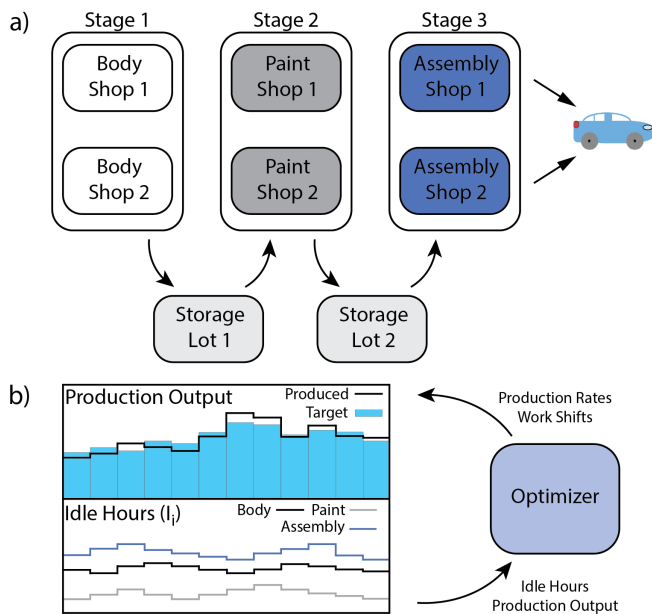 a)
Stage 1
Stage 2
Stage 3
Body
Shop 1
Paint
Shop 1
Assembly
Shop 1
Body
Shop 2
Paint
Shop 2
Assembly
Shop 2
Storage
Lot 1
Storage
Lot 2
b)
Production Output
Produced
Target
Idle Hours (Ii)
Body
Paint
Assembly
Production Rates
Work Shifts
Optimizer
Idle Hours
Production Output